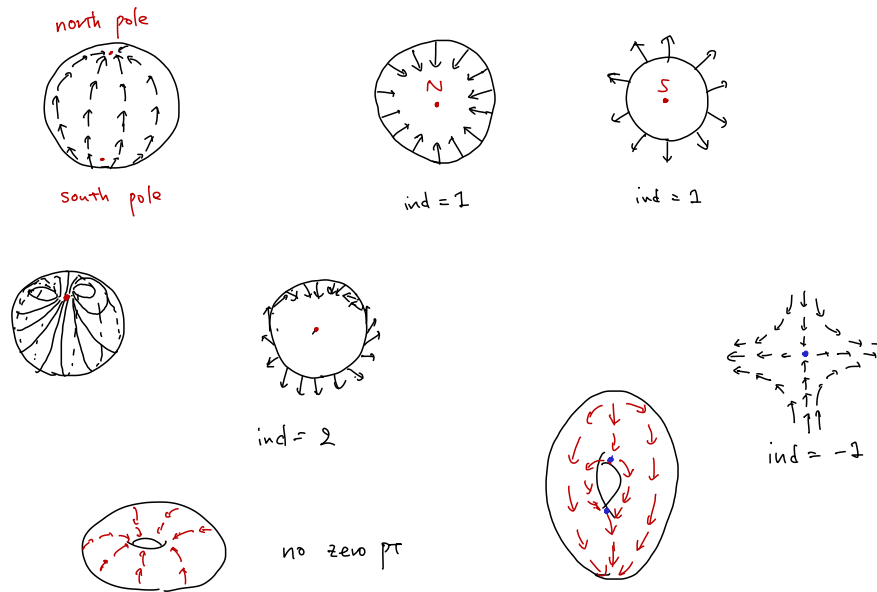 north pole
N
S
south pole
ind = 1
ind = 1
ind = 2
ind = -1
no zero pt